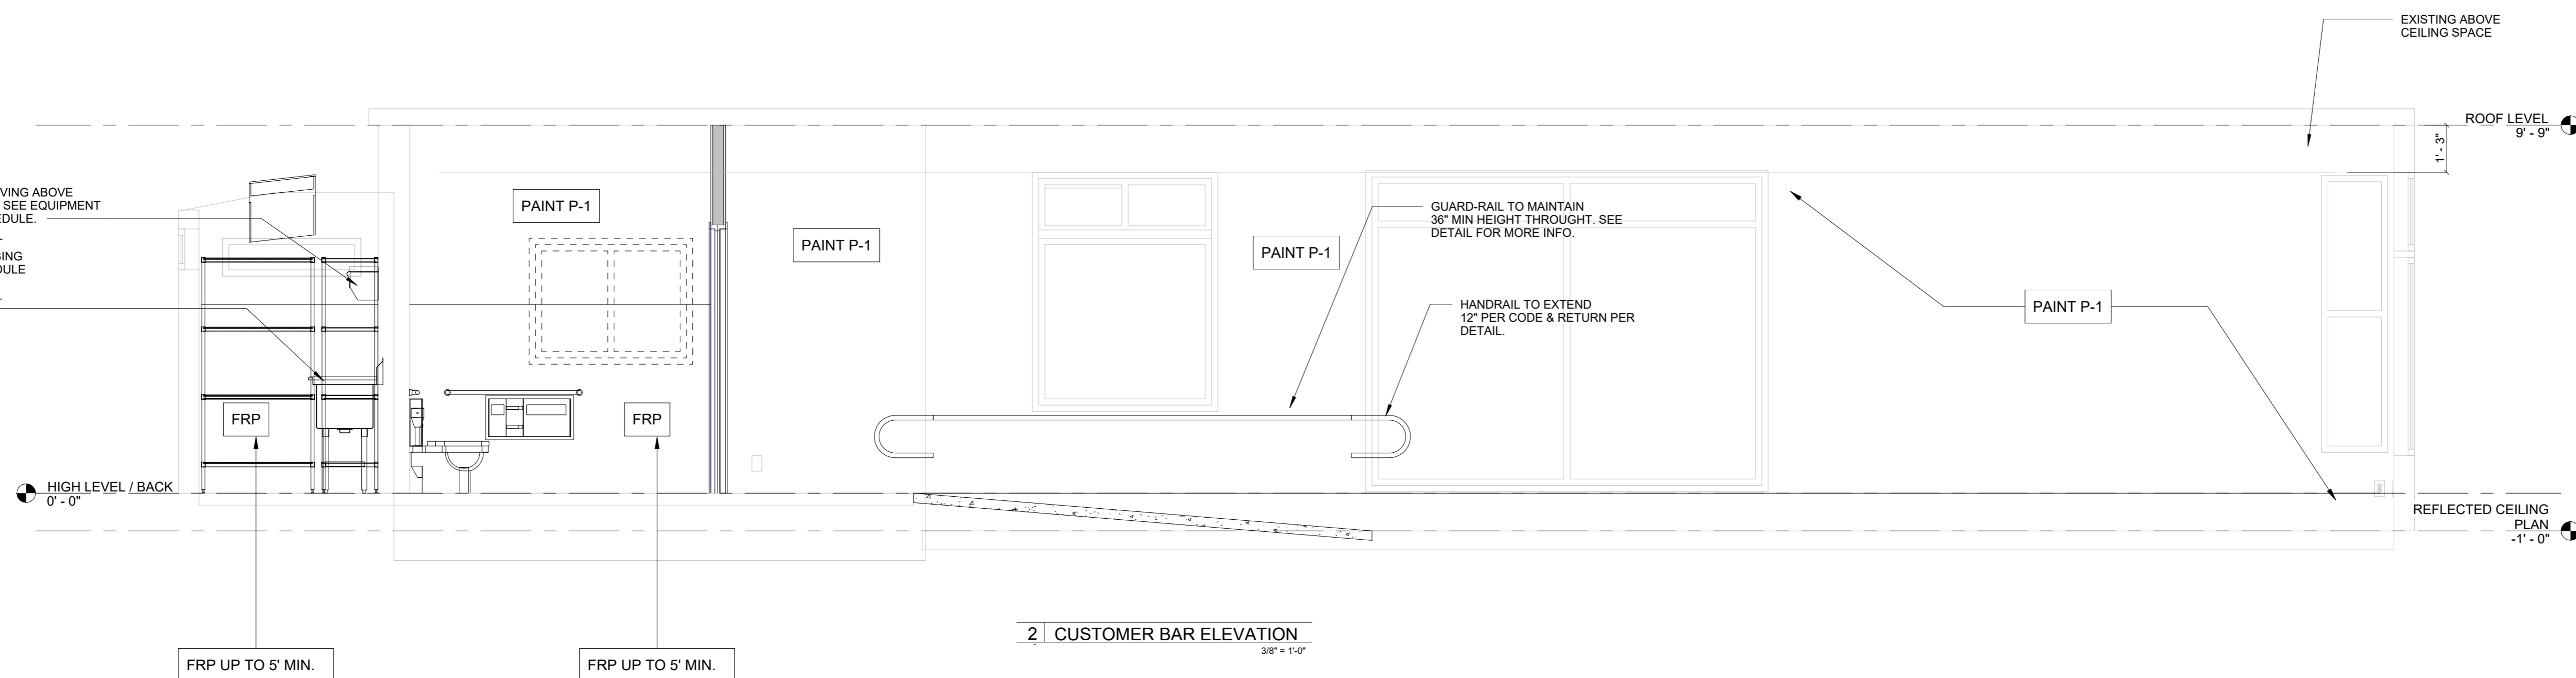 EXISTING ABOVE
CEILING SPACE
ROOF LEVEL
9' - 9"
1' - 3"
VING ABOVE
SEE EQUIPMENT
EDULE.
PAINT P-1
PAINT P-1
GUARD-RAIL TO MAINTAIN
36" MIN HEIGHT THROUGHT. SEE
DETAIL FOR MORE INFO.
PAINT P-1
HANDRAIL TO EXTEND
12" PER CODE & RETURN PER
DETAIL.
PAINT P-1
FRP
FRP
HIGH LEVEL / BACK
0' - 0"
REFLECTED CEILING
PLAN
-1' - 0"
2 CUSTOMER BAR ELEVATION
3/8" = 1'-0"
FRP UP TO 5' MIN.
FRP UP TO 5' MIN.